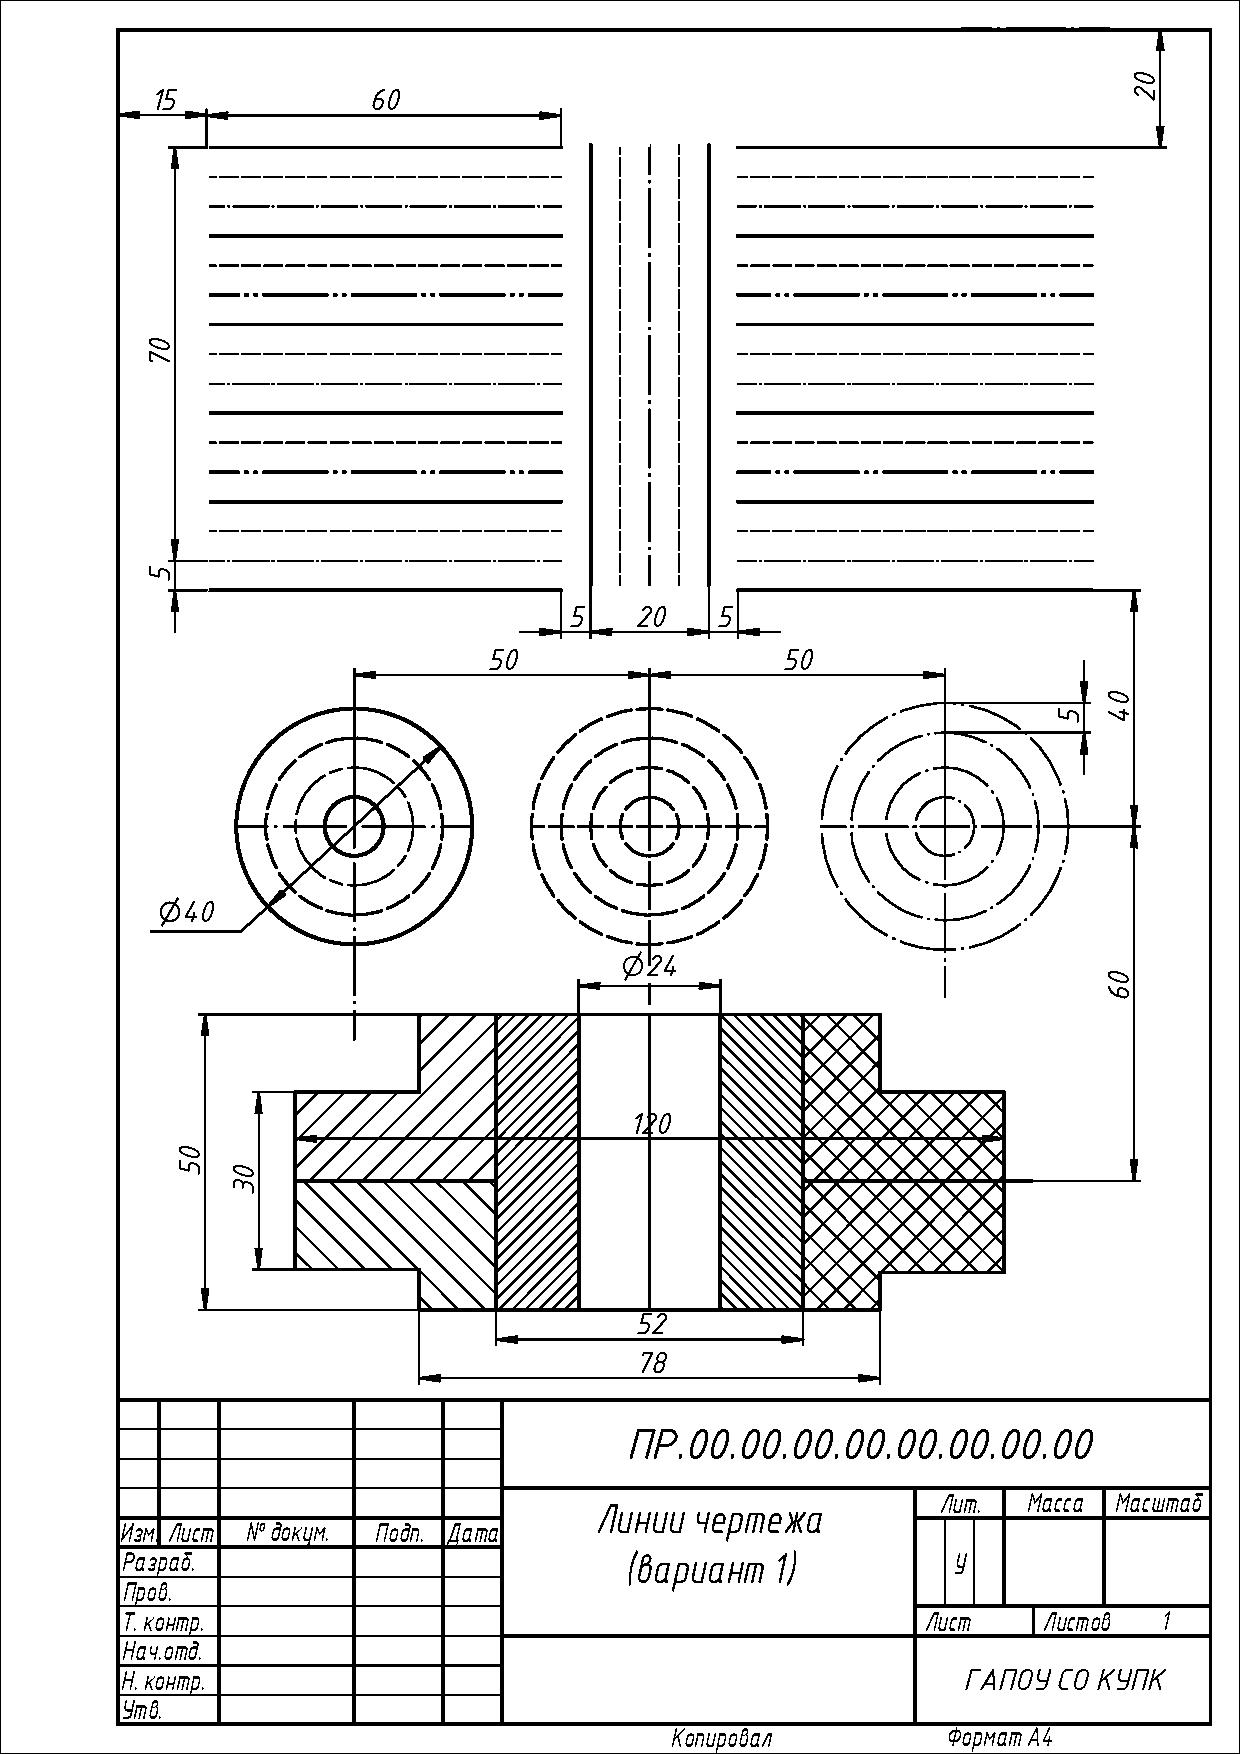 20
15 60
70
5
5 20 5
50 50
5
40
Ø40
Ø24
60
120
50
30
52
78
ПР.00.00.00.00.00.00.00.00
Линии чертежа
(вариант 1)
Лит. Масса Масштаб
У
Лист Листов 1
ГАПОУ СО КУПК
Изм. Лист № докум. Подп. Дата
Разраб.
Пров.
Т. контр.
Нач.отд.
Н. контр.
Утв.
Копировал Формат А4